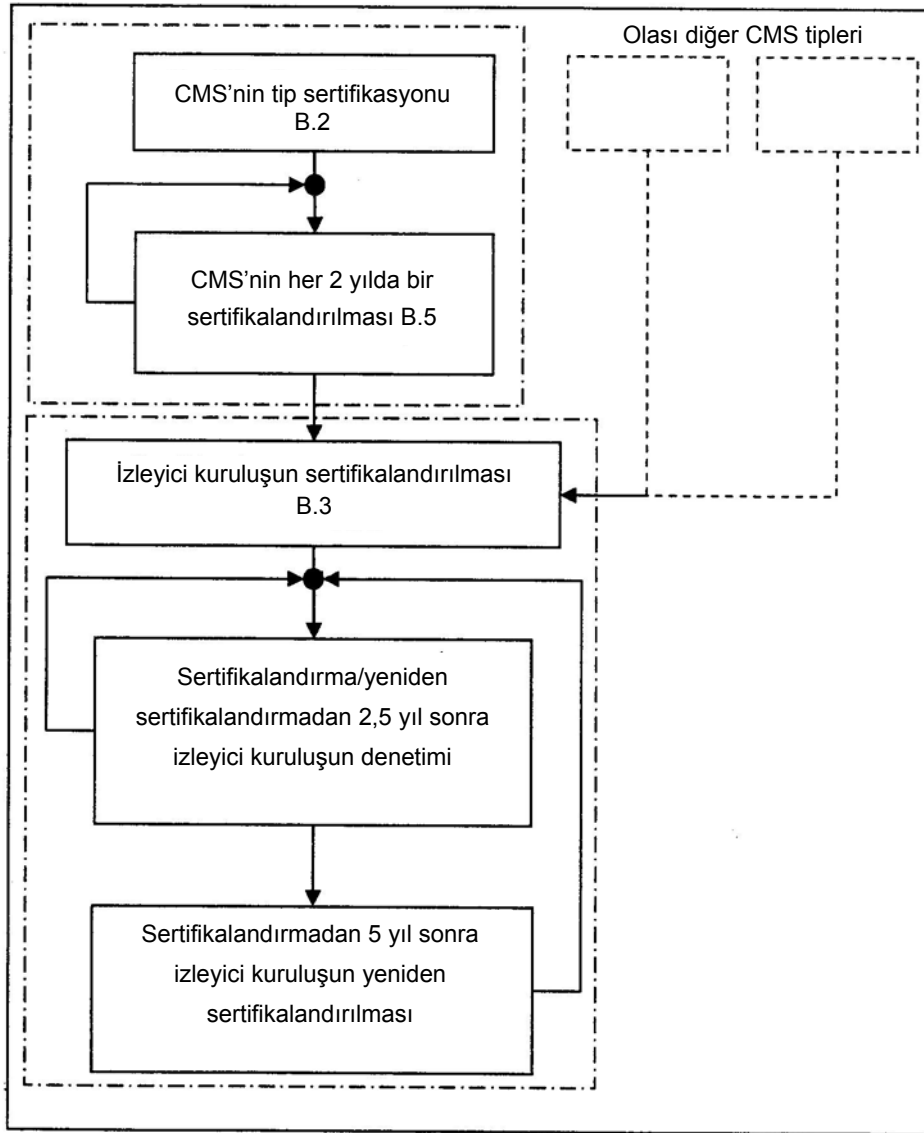 Olası diğer CMS tipleri
CMS’nin tip sertifikasyonu
B.2
CMS’nin her 2 yılda bir
sertifikalandırılması B.5
İzleyici kuruluşun sertifikalandırılması
B.3
Sertifikalandırma/yeniden
sertifikalandırmadan 2,5 yıl sonra
izleyici kuruluşun denetimi
Sertifikalandırmadan 5 yıl sonra
izleyici kuruluşun yeniden
sertifikalandırılması